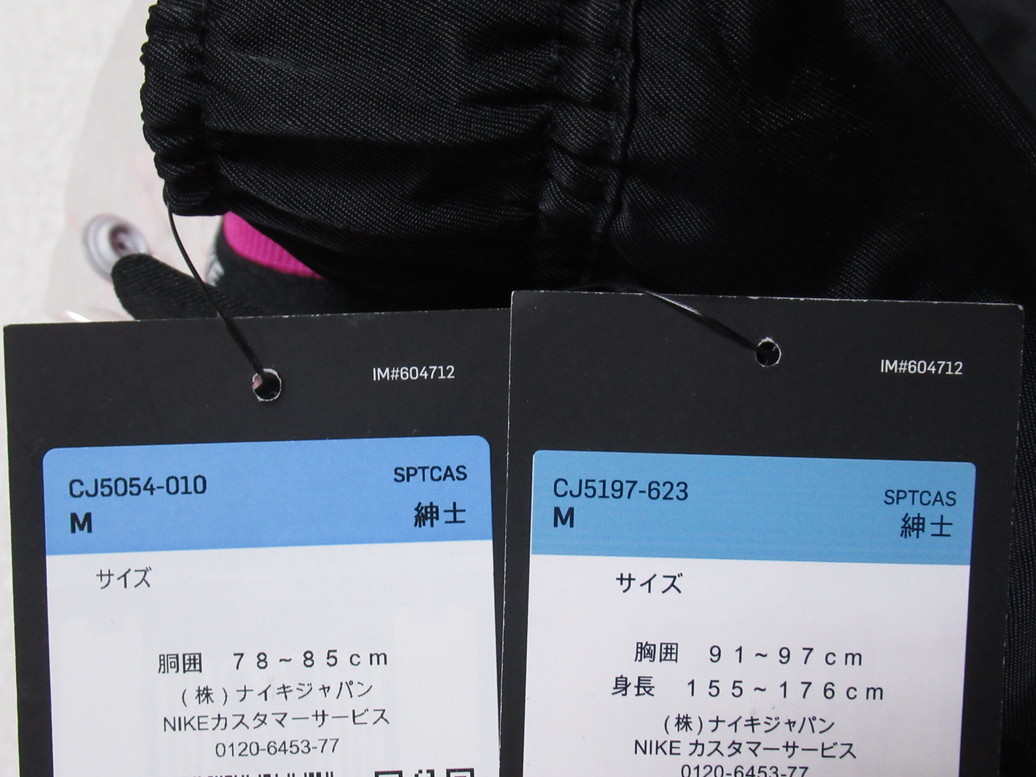 IM#604712
CJ5054-010
SPTCAS
M
紳士
サイズ
胴囲 78~85cm
(株)ナイキジャパン
NIKEカスタマーサービス
0120-6453-77
IM#604712
CJ5197-623
SPTCAS
M
紳士
サイズ
胸囲 91~97cm
身長 155~176cm
(株)ナイキジャパン
NIKE カスタマーサービス
0120-6453-77